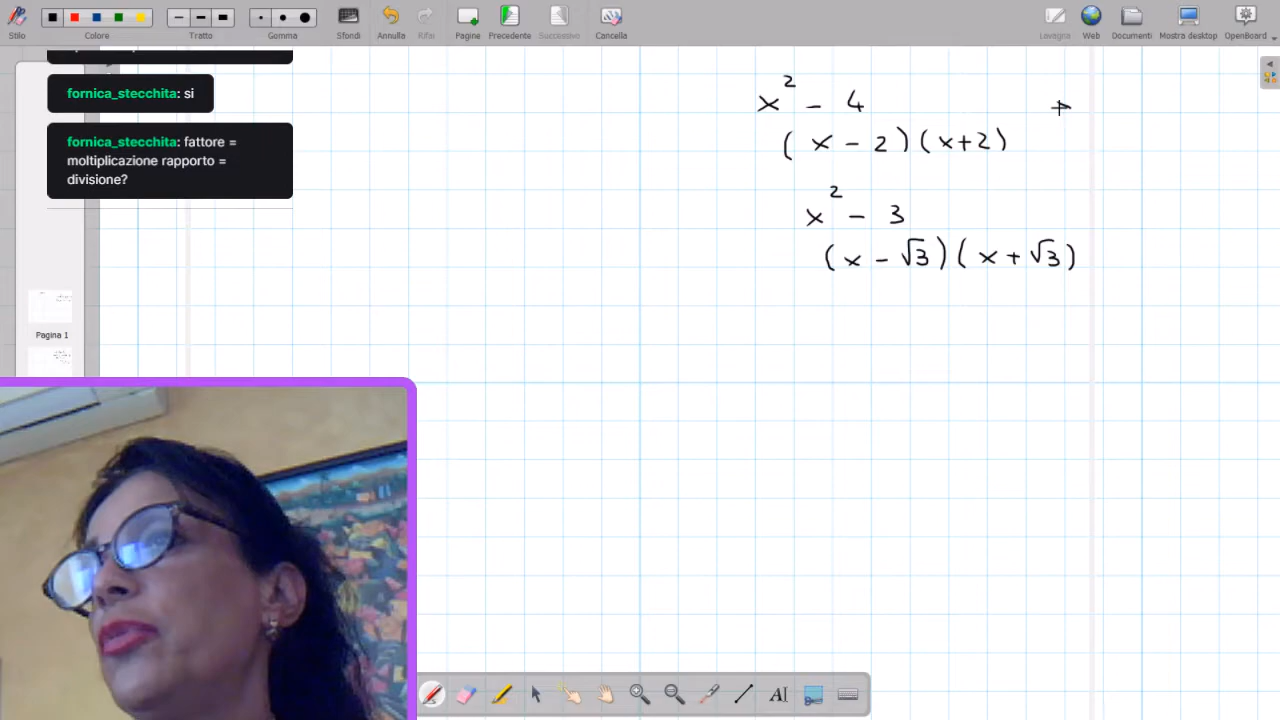 Stilo
Colore
Tratto
Gomma
Sfondi
Annulla
Rifai
Pagine
Precedente
Successivo
Cancella
Lavagna
Web
Documenti
Mostra desktop
OpenBoard
fornica_stecchita: si
fornica_stecchita: fattore =
moltiplicazione rapporto =
divisione?
x² - 4
+
(x - 2)(x+2)
x² - 3
(x - √3)(x + √3)
Pagina 1
AI